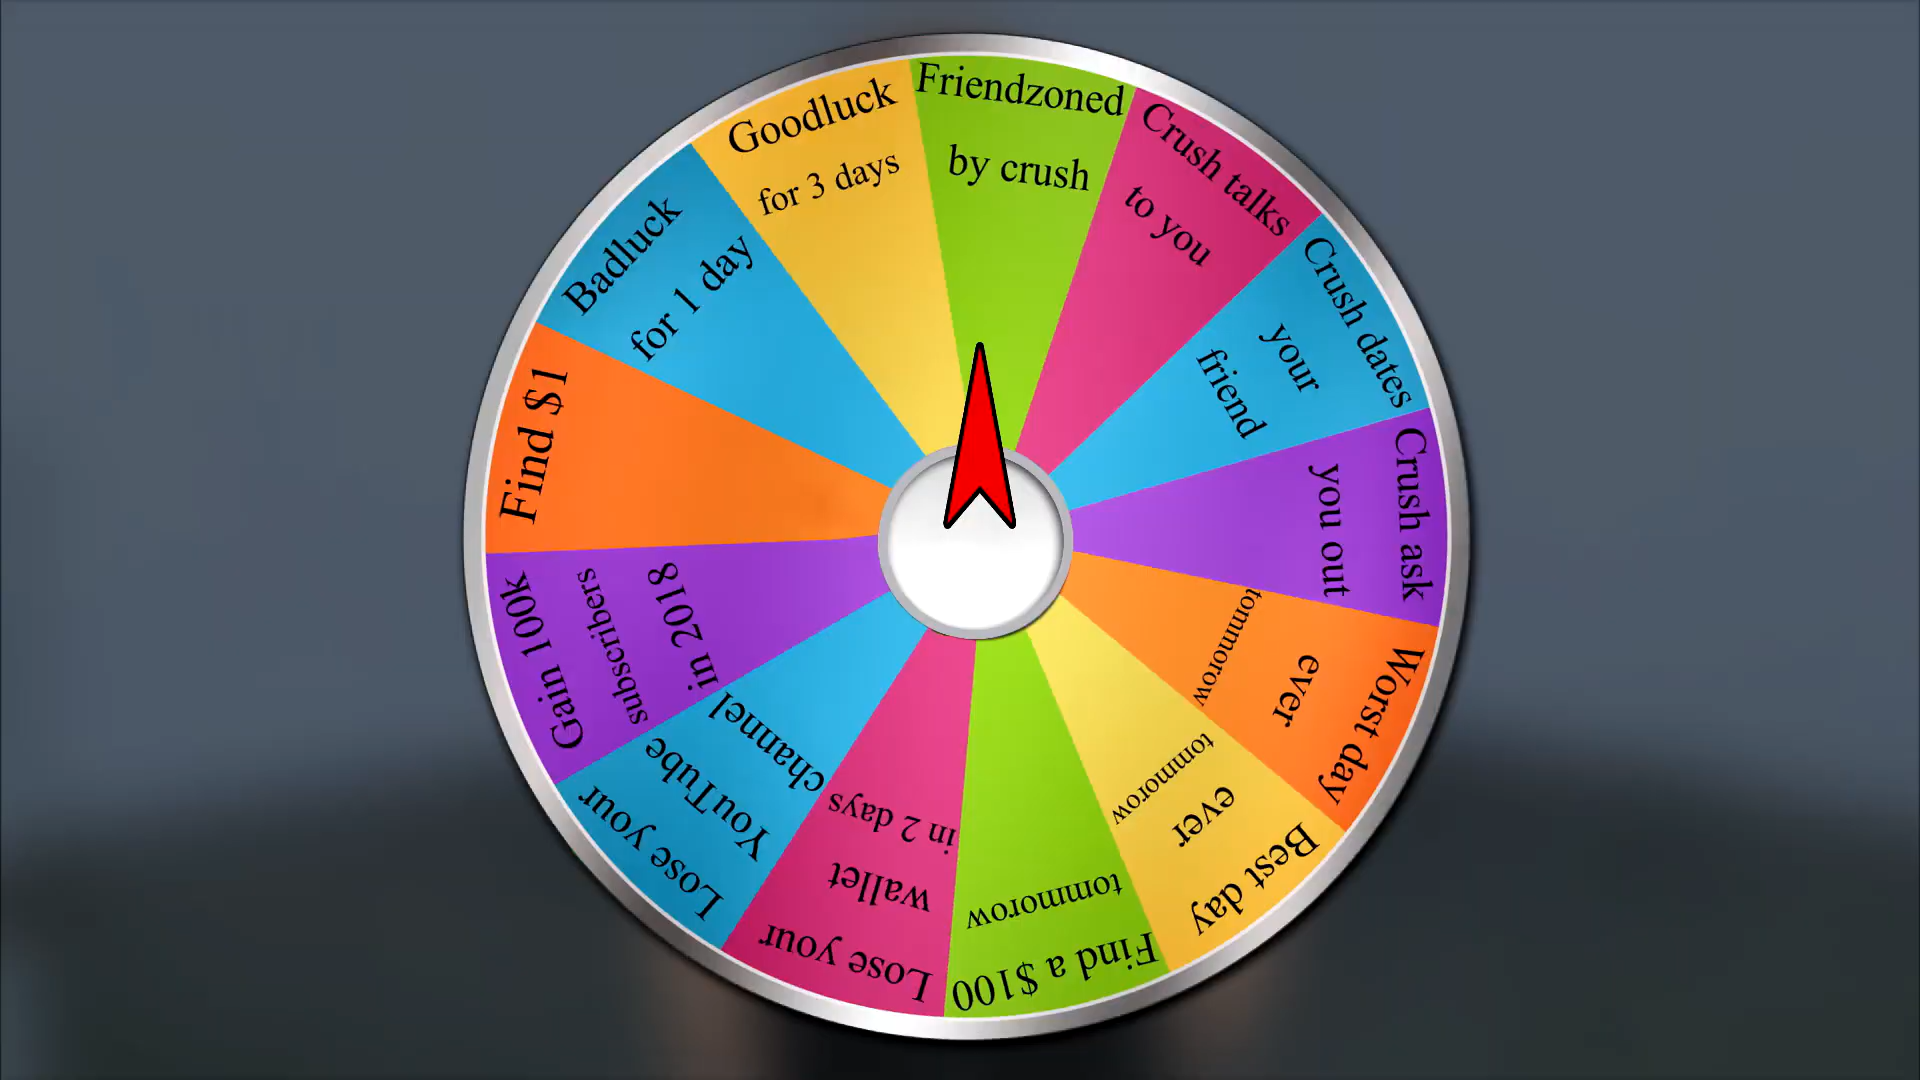 Friendzoned
by crush
Crush talks
to you
Crush dates
your
friend
Crush ask
you out
Worst day
ever
tommorow
Best day
ever
tommorow
Find a $100
tommorow
Lose your
wallet
in 2 days
Lose your
YouTube
channel
Gain 100k
subscribers
in 2018
Find $1
Badluck
for 1 day
Goodluck
for 3 days